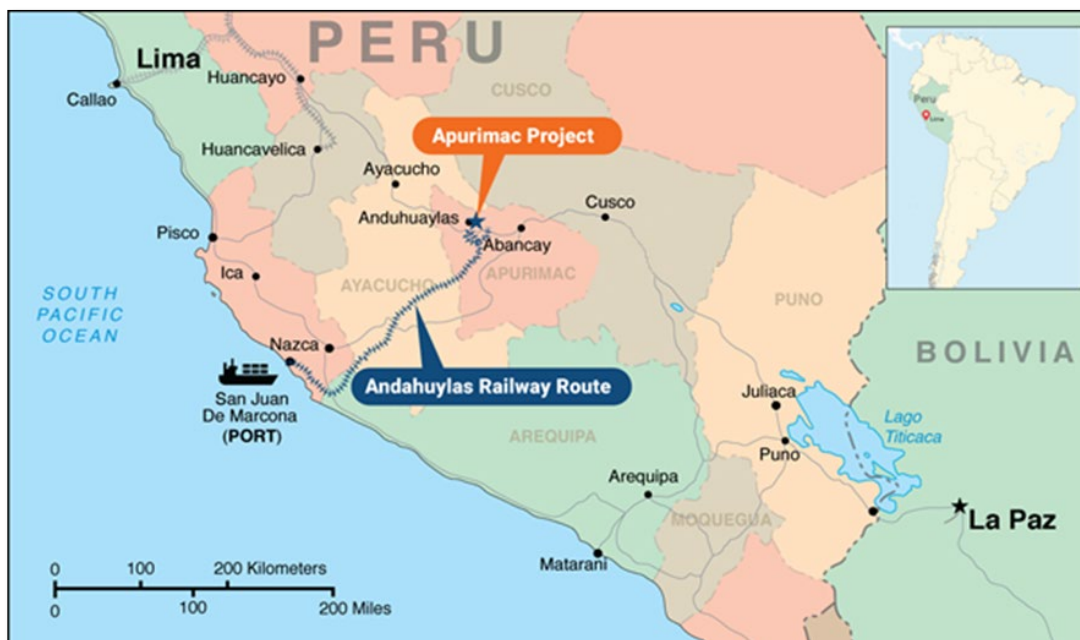 PERU
Lima
Callao
Huancayo
Huancavelica
CUSCO
Apurimac Project
Ayacucho
Anduhuaylas
Abancay
Cusco
Pisco
Ica
AYACUCHO
APURIMAC
PUNO
SOUTH
PACIFIC
OCEAN
Nazca
San Juan
De Marcona
(PORT)
Andahuylas Railway Route
BOLIVIA
Juliaca
Puno
Lago
Titicaca
AREQUIPA
Arequipa
MOQUEGUA
Matarani
La Paz
0 100 200 Kilometers
0 100 200 Miles
Peru
Lima